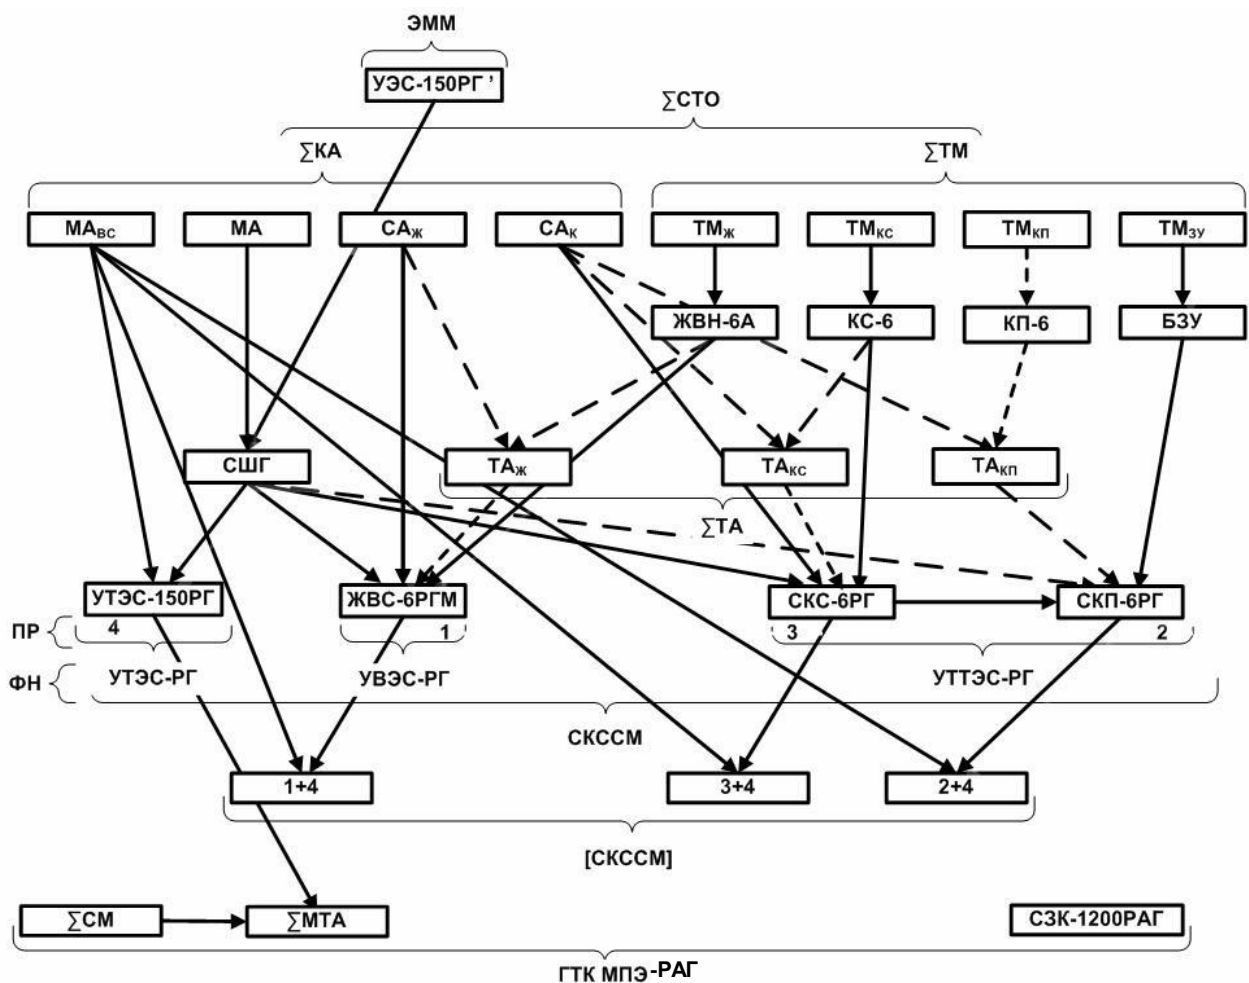 ЭММ
УЭС-150РГ ’
∑СТО
∑КА ∑ТМ
МАВС МА САЖ САК ТМЖ ТМКС ТМКП ТМЗУ
ЖВН-6А КС-6 КП-6 БЗУ
СШГ ТАЖ ТАКС ТАКП
∑ТА
УТЭС-150РГ ЖВС-6РГМ СКС-6РГ СКП-6РГ
ПР 4 1 3 2
ФН УТЭС-РГ УВЭС-РГ УТТЭС-РГ
СКССМ
1+4 3+4 2+4
[СКССМ]
∑СМ ∑МТА СЗК-1200РАГ
ГТК МПЭ-РАГ